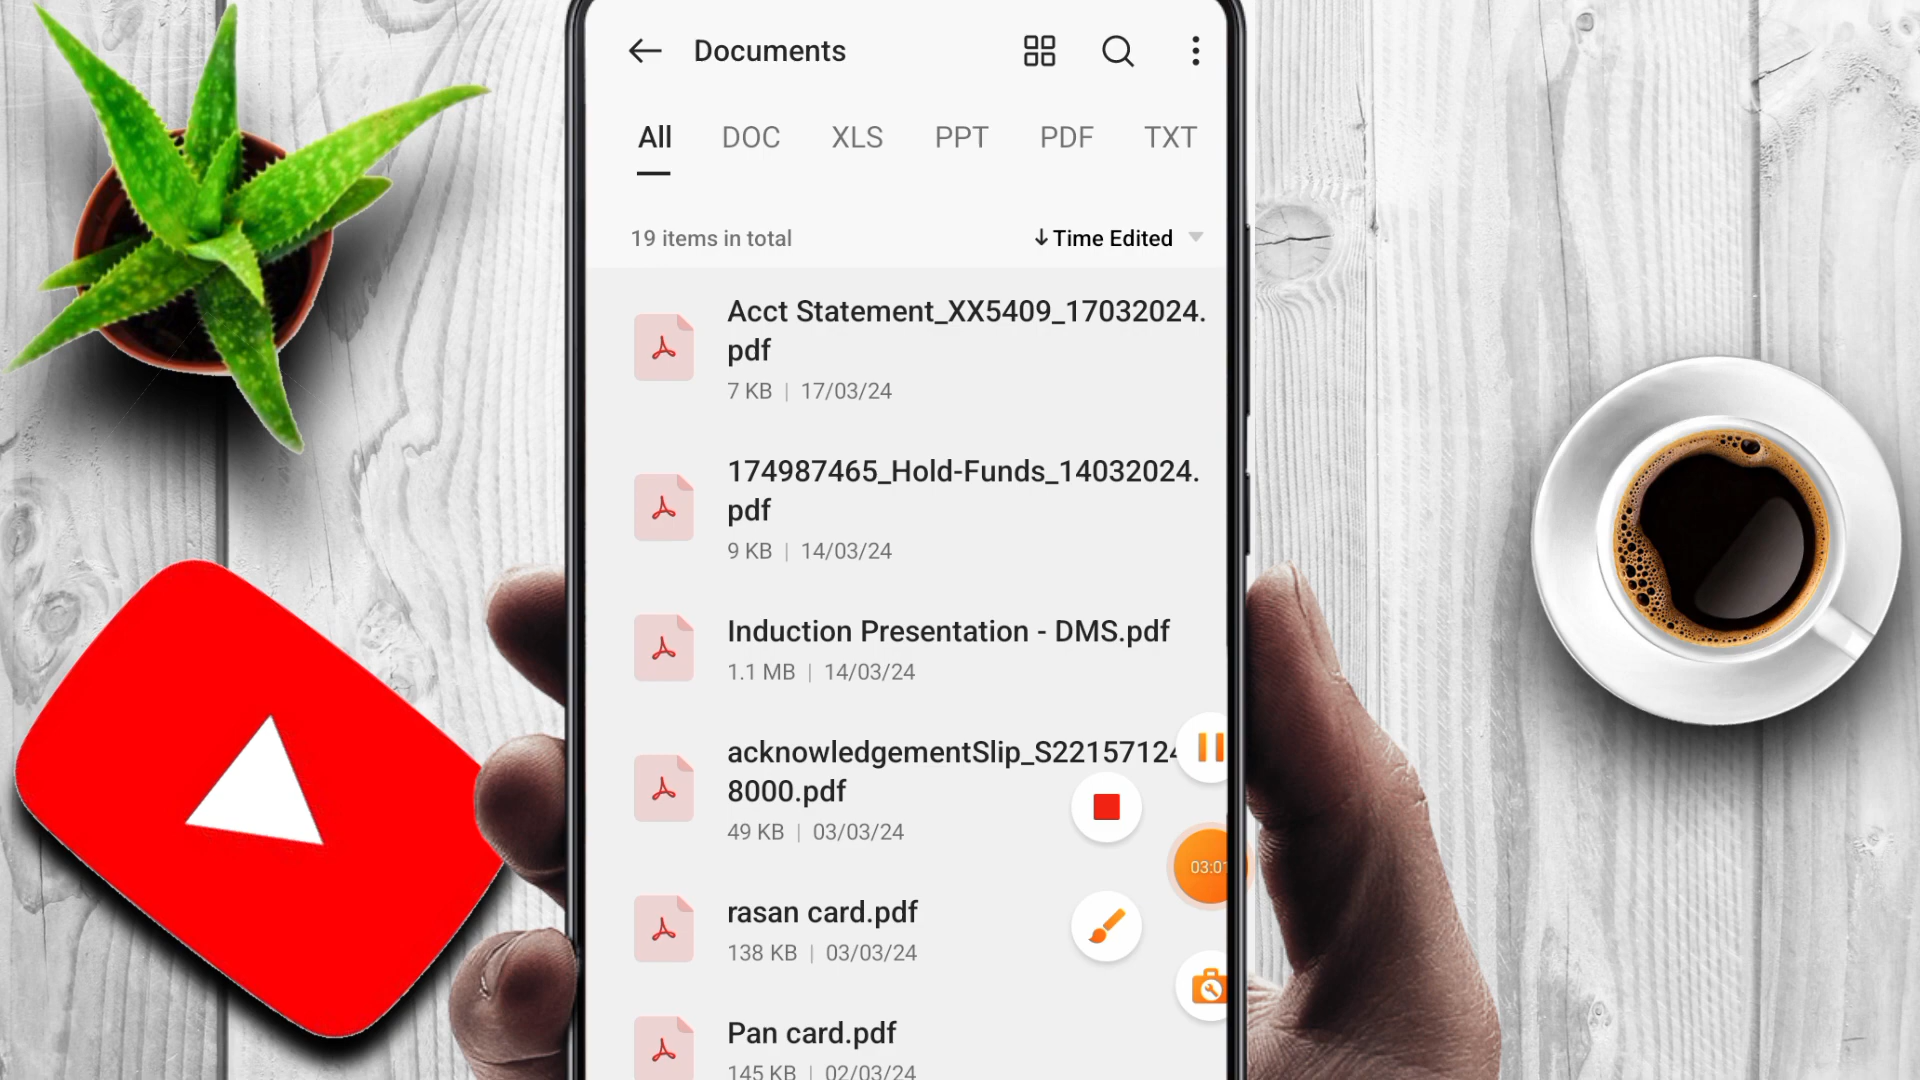 Documents
All DOC XLS PPT PDF TXT
19 items in total ↓ Time Edited
Acct Statement_XX5409_17032024.
pdf
7 KB | 17/03/24
174987465_Hold-Funds_14032024.
pdf
9 KB | 14/03/24
Induction Presentation - DMS.pdf
1.1 MB | 14/03/24
acknowledgementSlip_S22157124
8000.pdf
49 KB | 03/03/24
03:01
rasan card.pdf
138 KB | 03/03/24
Pan card.pdf
145 KB | 02/03/24